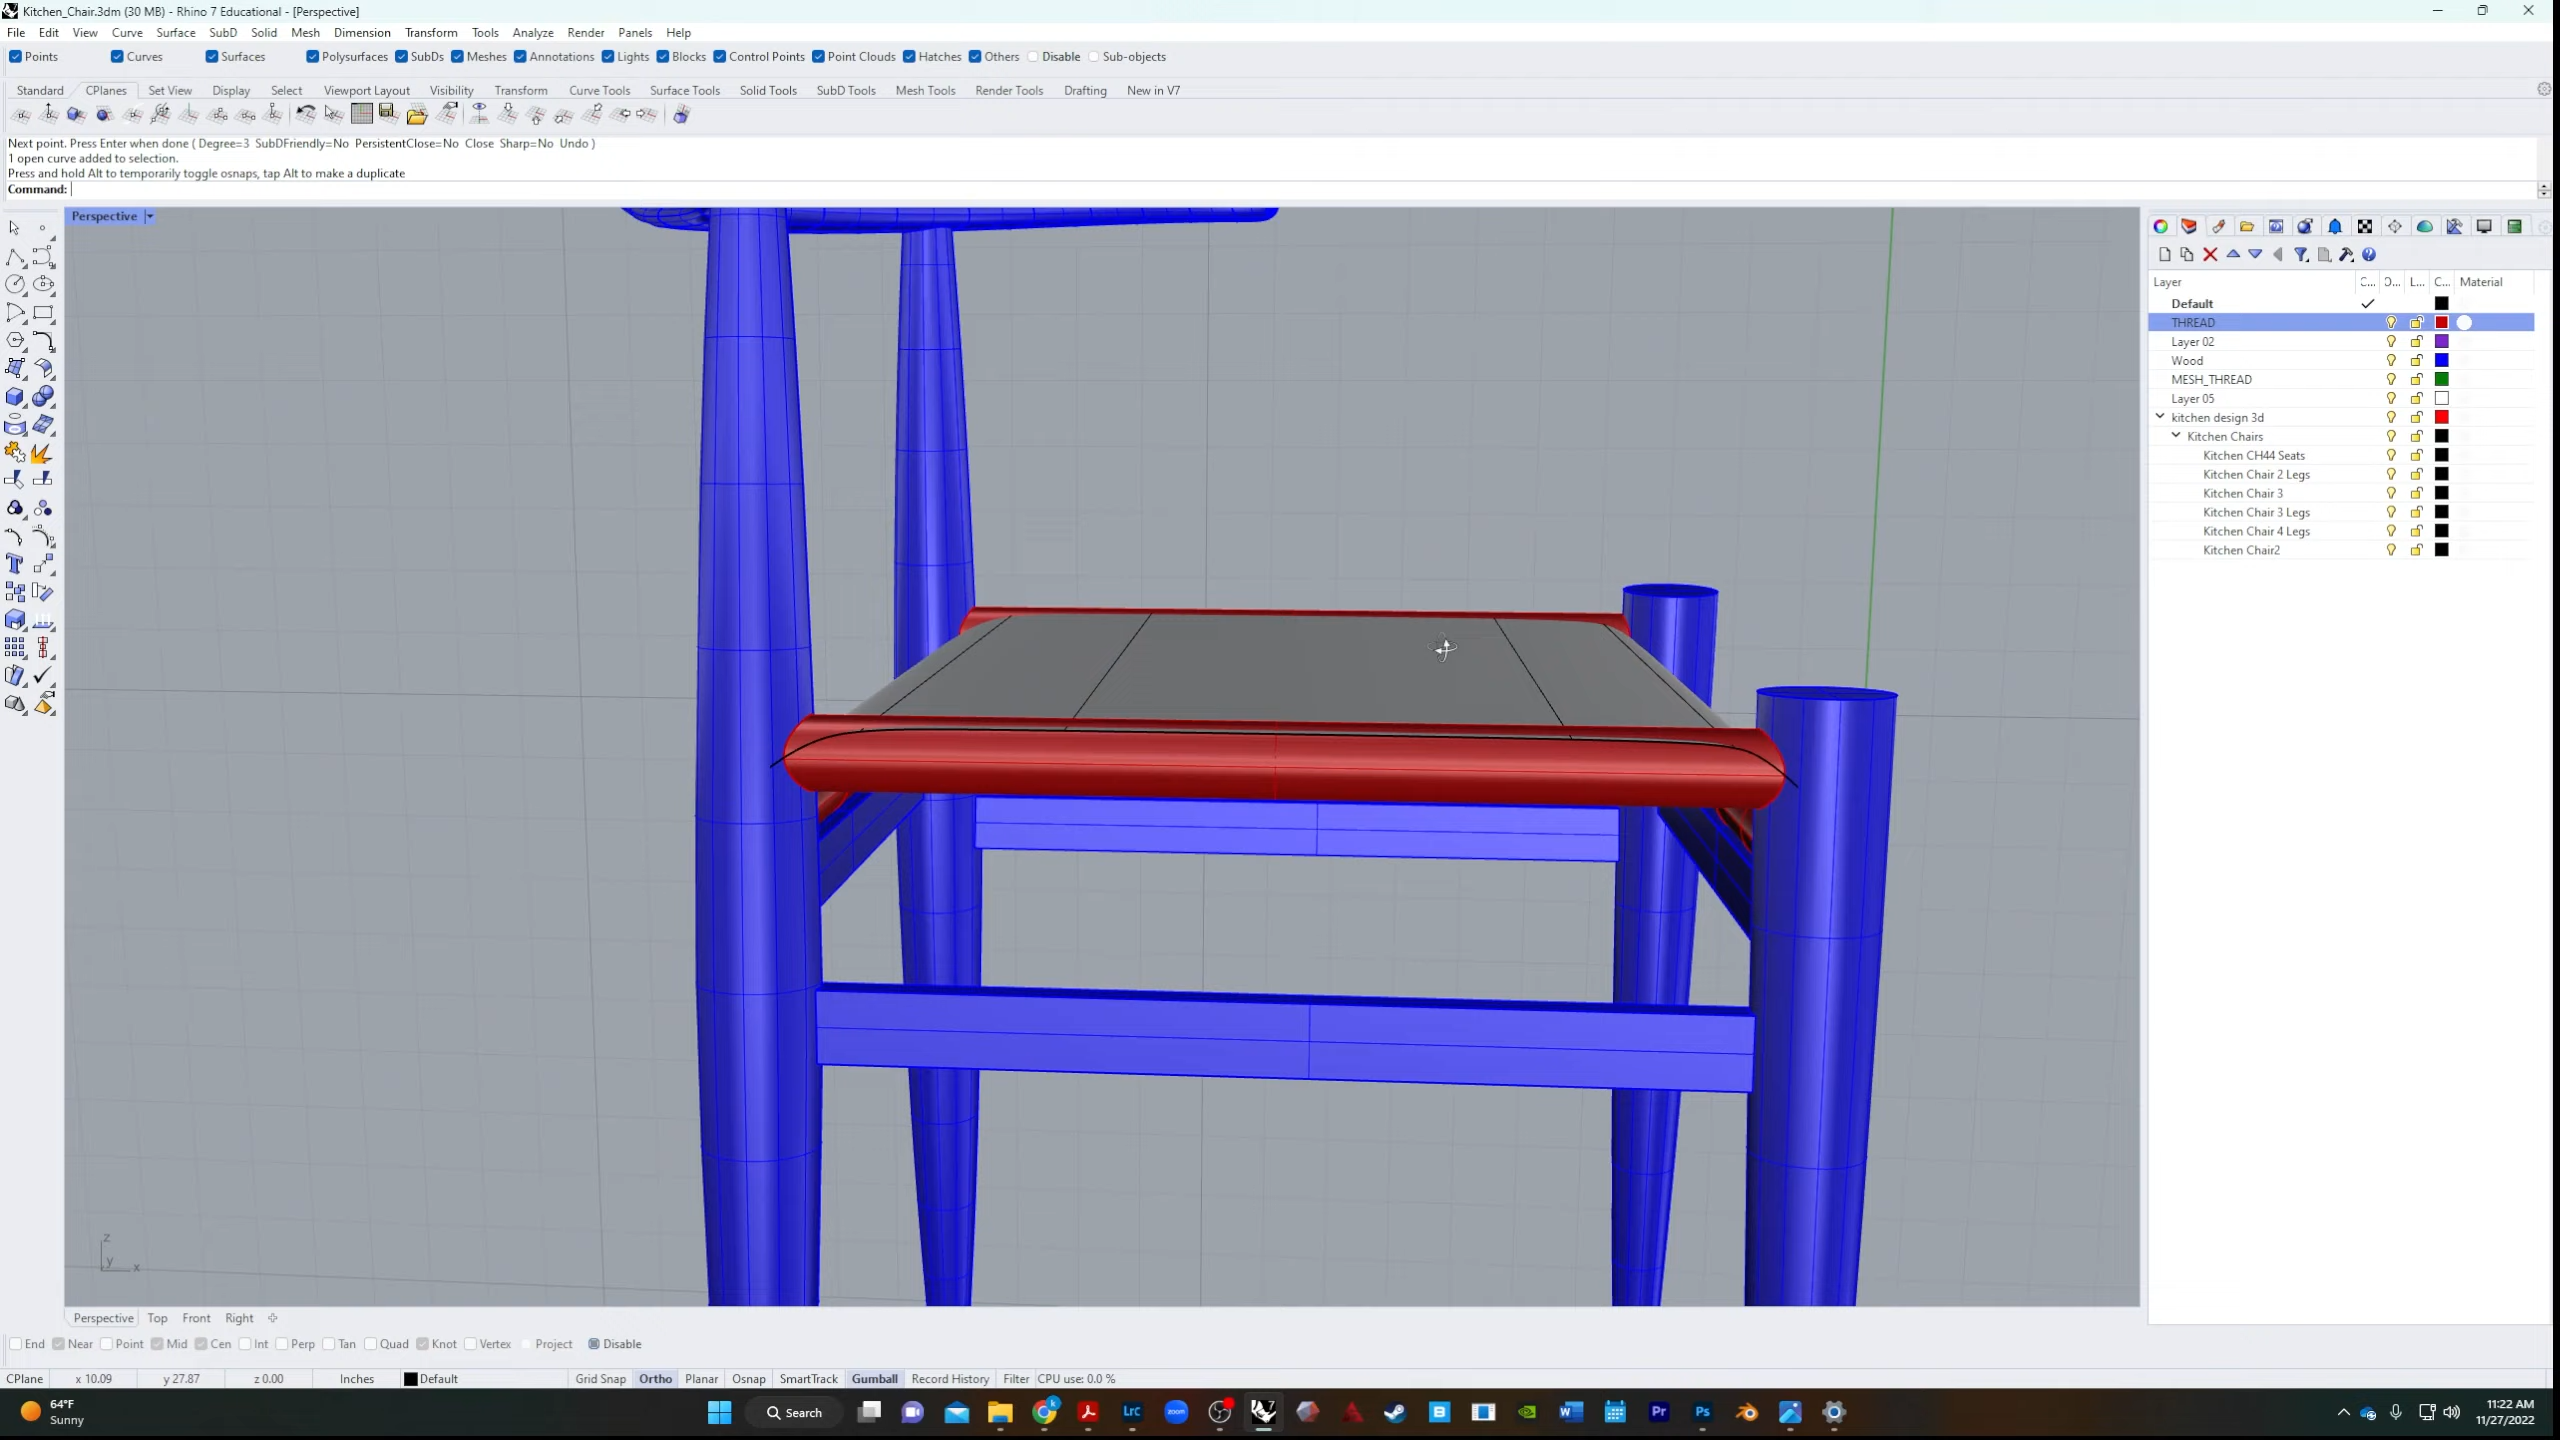 Kitchen_Chair.3dm (30 MB) - Rhino 7 Educational - [Perspective]
File Edit View Curve Surface SubD Solid Mesh Dimension Transform Tools Analyze Render Panels Help
Points Curves Surfaces Polysurfaces SubDs Meshes Annotations Lights Blocks Control Points Point Clouds Hatches Others Disable Sub-objects
Standard CPlanes Set View Display Select Viewport Layout Visibility Transform Curve Tools Surface Tools Solid Tools SubD Tools Mesh Tools Render Tools Drafting New in V7
Next point. Press Enter when done ( Degree=3 SubDFriendly=No PersistentClose=No Close Sharp=No Undo )
1 open curve added to selection.
Press and hold Alt to temporarily toggle osnaps, tap Alt to make a duplicate
Command:
Perspective
Layer C... O... L... C... Material
Default
THREAD
Layer 02
Wood
MESH_THREAD
Layer 05
kitchen design 3d
Kitchen Chairs
Kitchen CH44 Seats
Kitchen Chair 2 Legs
Kitchen Chair 3
Kitchen Chair 3 Legs
Kitchen Chair 4 Legs
Kitchen Chair2
z
y
x
Perspective Top Front Right
End Near Point Mid Cen Int Perp Tan Quad Knot Vertex Project Disable
CPlane x 10.09 y 27.87 z 0.00 Inches Default Grid Snap Ortho Planar Osnap SmartTrack Gumball Record History Filter CPU use: 0.0 %
64°F
Sunny
Search
zoom
Lrc
7
Pr
Ps
11:22 AM
11/27/2022